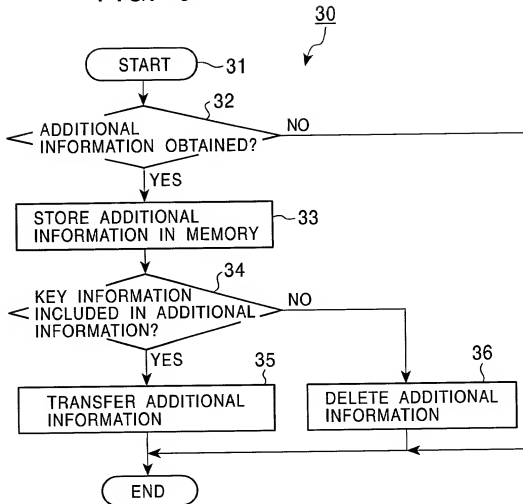 30
START
31
32
ADDITIONAL
INFORMATION OBTAINED?
NO
YES
STORE ADDITIONAL
INFORMATION IN MEMORY
33
34
KEY INFORMATION
INCLUDED IN ADDITIONAL
INFORMATION?
NO
YES
35
TRANSFER ADDITIONAL
INFORMATION
36
DELETE ADDITIONAL
INFORMATION
END